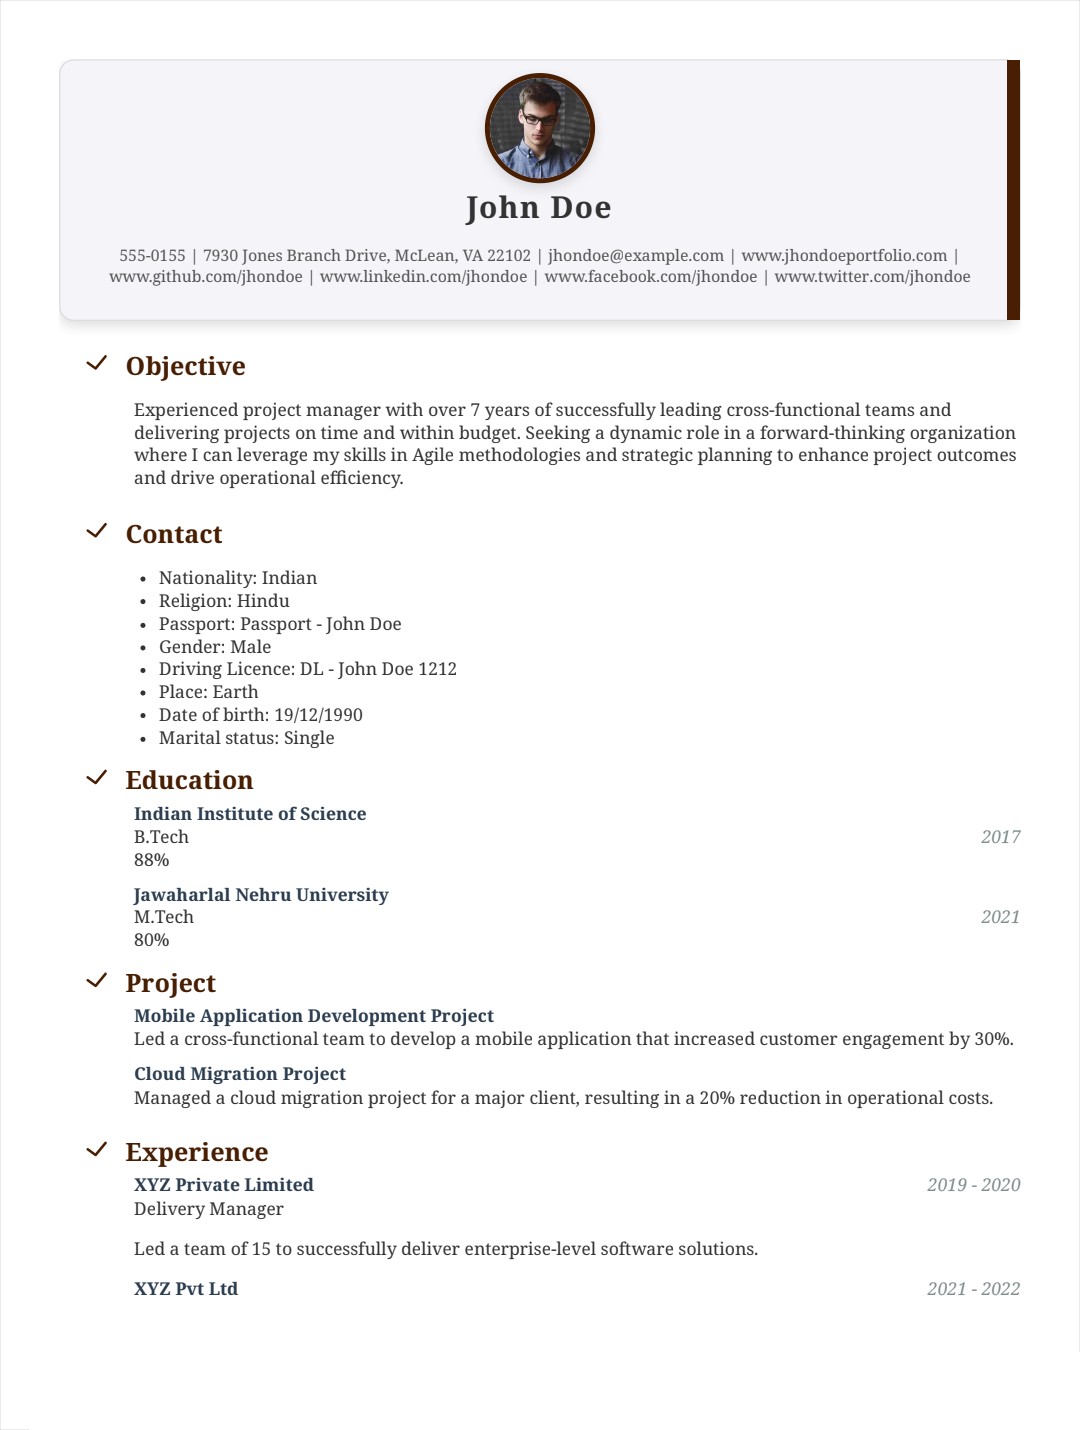 John Doe
555-0155 | 7930 Jones Branch Drive, McLean, VA 22102 | jhondoe@example.com | www.jhondoeportfolio.com |
www.github.com/jhondoe | www.linkedin.com/jhondoe | www.facebook.com/jhondoe | www.twitter.com/jhondoe
Objective
Experienced project manager with over 7 years of successfully leading cross-functional teams and
delivering projects on time and within budget. Seeking a dynamic role in a forward-thinking organization
where I can leverage my skills in Agile methodologies and strategic planning to enhance project outcomes
and drive operational efficiency.
Contact
• Nationality: Indian
• Religion: Hindu
• Passport: Passport - John Doe
• Gender: Male
• Driving Licence: DL - John Doe 1212
• Place: Earth
• Date of birth: 19/12/1990
• Marital status: Single
Education
Indian Institute of Science
B.Tech 2017
88%
Jawaharlal Nehru University
M.Tech 2021
80%
Project
Mobile Application Development Project
Led a cross-functional team to develop a mobile application that increased customer engagement by 30%.
Cloud Migration Project
Managed a cloud migration project for a major client, resulting in a 20% reduction in operational costs.
Experience
XYZ Private Limited 2019 - 2020
Delivery Manager
Led a team of 15 to successfully deliver enterprise-level software solutions.
XYZ Pvt Ltd 2021 - 2022